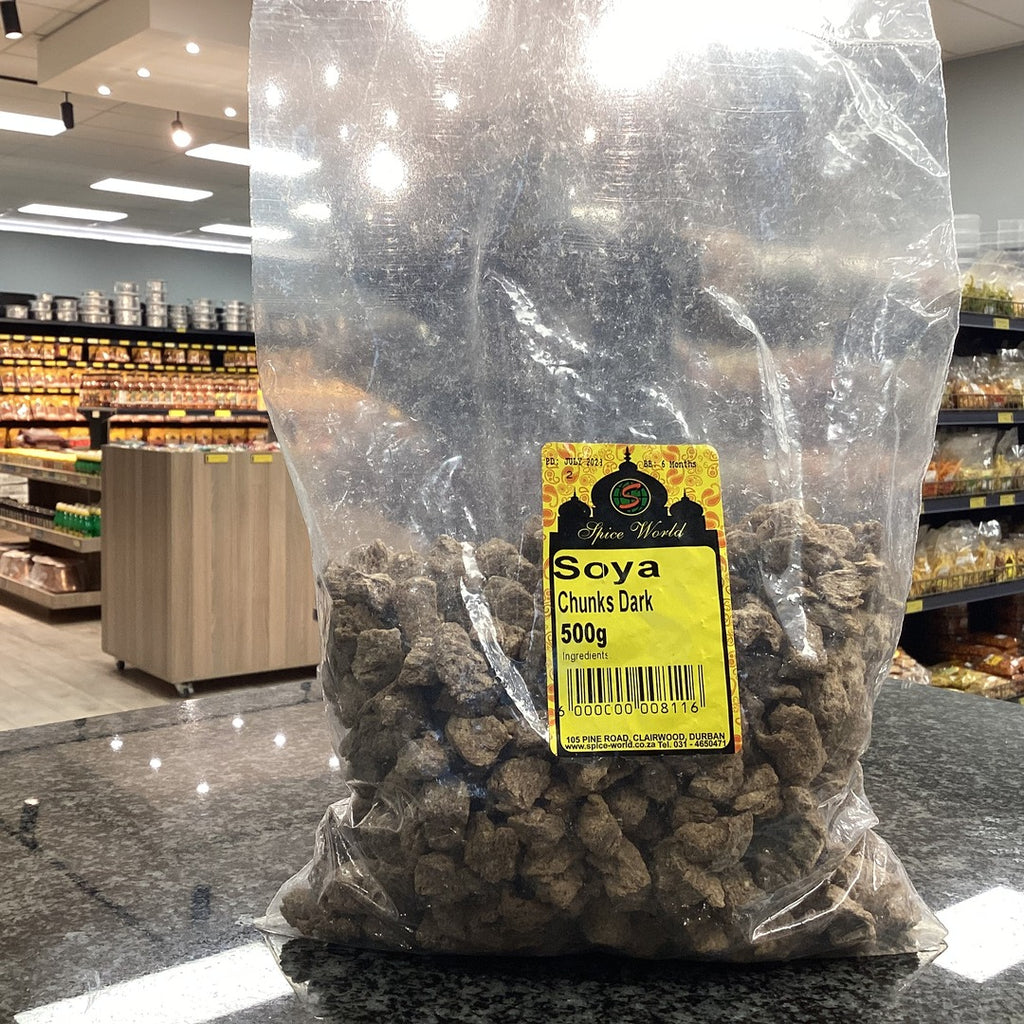 PD: JULY 2024 BB: 6 Months
2
S
Spice World
Soya
Chunks Dark
500g
Ingredients
6 000C00 008116
105 PINE ROAD, CLAIRWOOD, DURBAN
www.spice-world.co.za Tel. 031 - 4650471